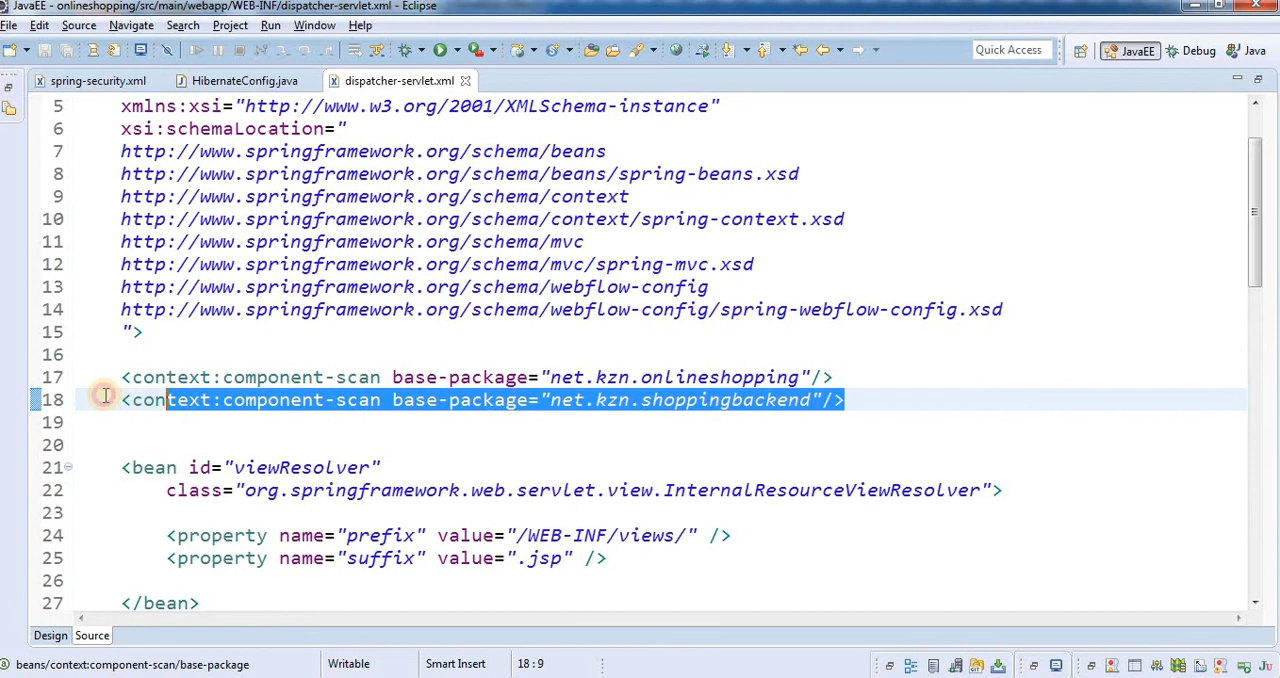 JavaEE - onlineshopping/src/main/webapp/WEB-INF/dispatcher-servlet.xml - Eclipse
File Edit Source Navigate Search Project Run Window Help
Quick Access JavaEE Debug Java
spring-security.xml HibernateConfig.java dispatcher-servlet.xml
5 xmlns:xsi="http://www.w3.org/2001/XMLSchema-instance"
6 xsi:schemaLocation="
7 http://www.springframework.org/schema/beans
8 http://www.springframework.org/schema/beans/spring-beans.xsd
9 http://www.springframework.org/schema/context
10 http://www.springframework.org/schema/context/spring-context.xsd
11 http://www.springframework.org/schema/mvc
12 http://www.springframework.org/schema/mvc/spring-mvc.xsd
13 http://www.springframework.org/schema/webflow-config
14 http://www.springframework.org/schema/webflow-config/spring-webflow-config.xsd
15 ">
16
17 <context:component-scan base-package="net.kzn.onlineshopping"/>
18 <context:component-scan base-package="net.kzn.shoppingbackend"/>
19
20
21 <bean id="viewResolver"
22 class="org.springframework.web.servlet.view.InternalResourceViewResolver">
23
24 <property name="prefix" value="/WEB-INF/views/" />
25 <property name="suffix" value=".jsp" />
26
27 </bean>
Design Source
beans/context:component-scan/base-package Writable Smart Insert 18:9